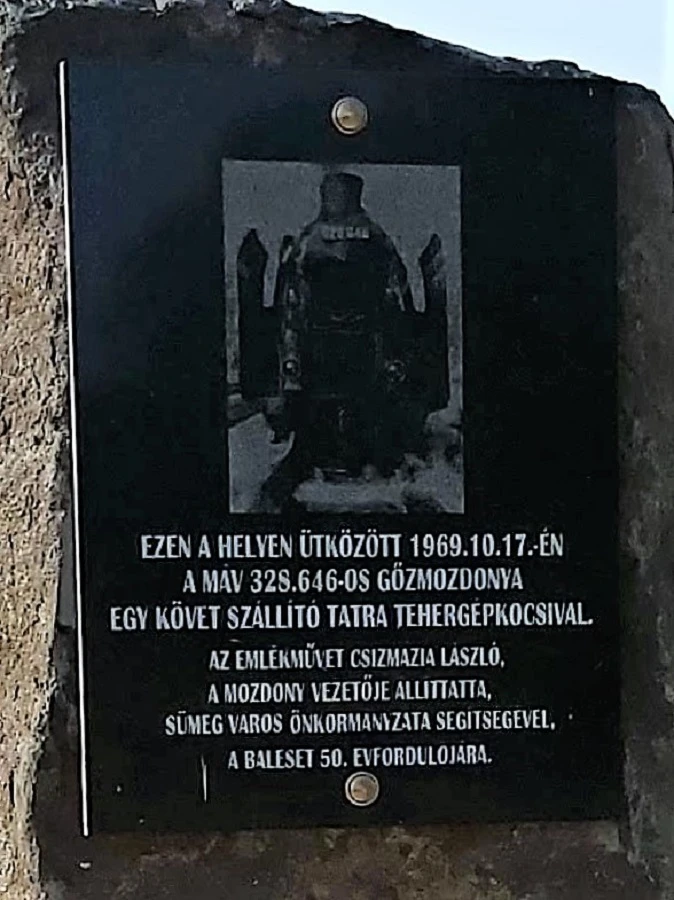 EZEN A HELYEN ÜTKÖZÖTT 1969.10.17.-ÉN
A MÁV 328.646-OS GŐZMOZDONYA
EGY KÖVET SZÁLLÍTÓ TATRA TEHERGÉPKOCSIVAL.
AZ EMLÉKMŰVET CSIZMAZIA LÁSZLÓ,
A MOZDONY VEZETŐJE ÁLLÍTTATTA,
SÜMEG VÁROS ÖNKORMÁNYZATA SEGÍTSÉGÉVEL,
A BALESET 50. ÉVFORDULÓJÁRA.